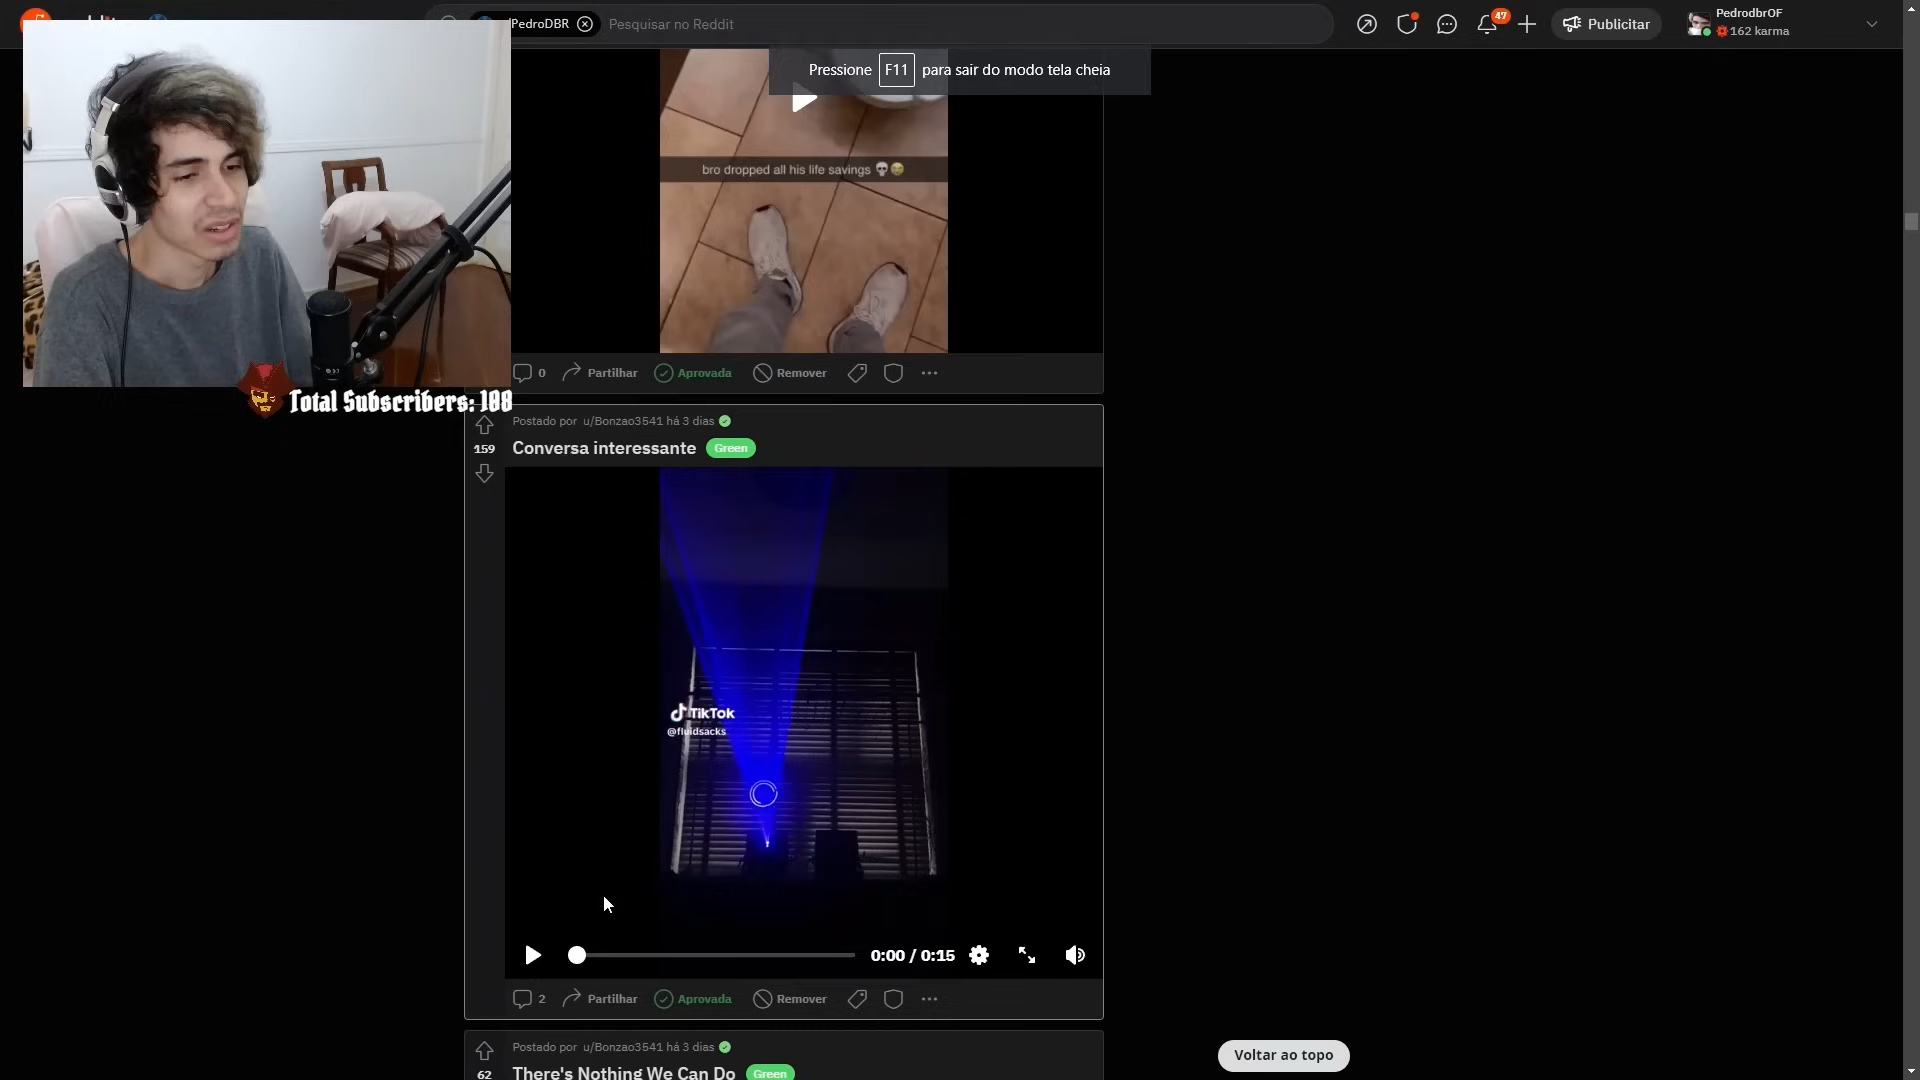 /PedroDBR
Pesquisar no Reddit
47
Publicitar
PedrodbrOF
162 karma
Pressione F11 para sair do modo tela cheia
bro dropped all his life savings 💀😂
0 Partilhar Aprovada Remover
Total Subscribers: 188
Postado por u/Bonzao3541 há 3 dias
159
Conversa interessante Green
TikTok
@fluidsacks
0:00 / 0:15
2 Partilhar Aprovada Remover
Postado por u/Bonzao3541 há 3 dias
62
There's Nothing We Can Do Green
Voltar ao topo